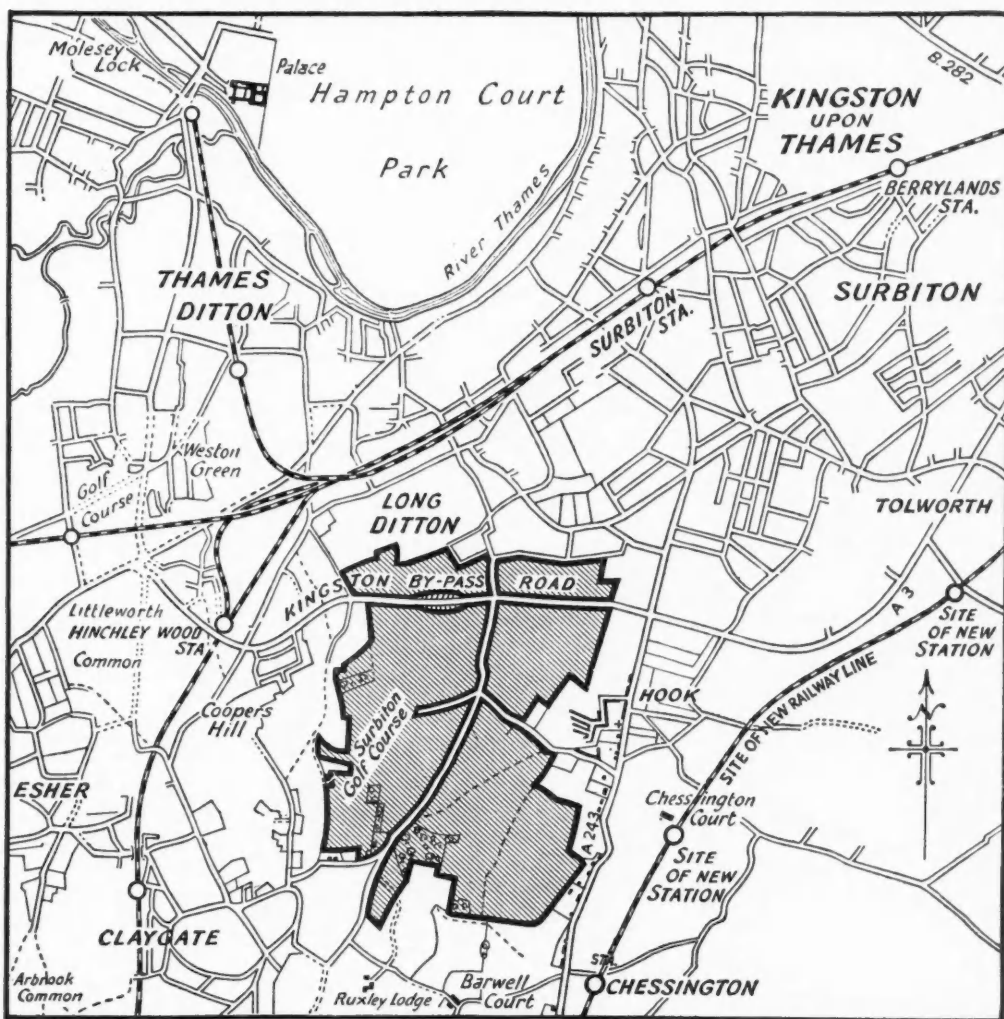 Molesey
Lock
Palace
Hampton Court
Park
B.282
KINGSTON
UPON
THAMES
BERRYLANDS
STA.
River Thames
THAMES
DITTON
SURBITON
STA.
SURBITON
Weston
Green
Golf
Course
LONG
DITTON
TOLWORTH
KINGSTON BY-PASS ROAD
A 3
Littleworth
Common
HINCHLEY WOOD
STA.
SITE
OF NEW
STATION
SITE OF NEW RAILWAY LINE
Coopers
Hill
HOOK
Surbiton
Golf Course
N
ESHER
Chessington
Court
A 243
SITE
OF NEW
STATION
CLAYGATE
Arbrook
Common
Ruxley Lodge
Barwell
Court
STA.
CHESSINGTON